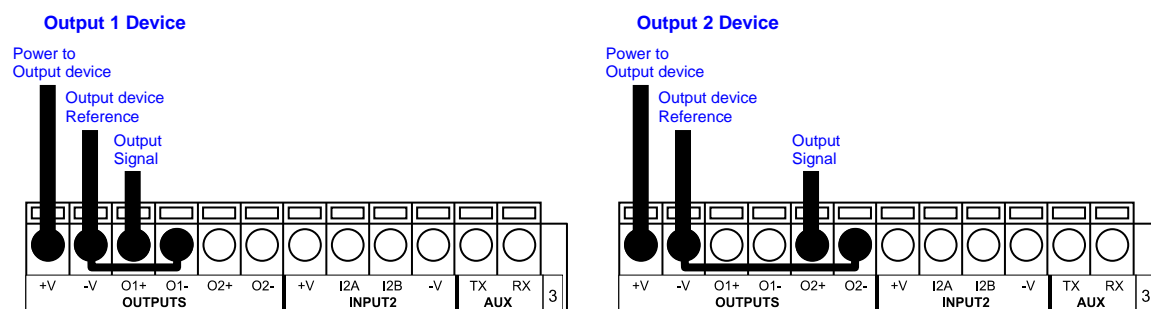 Output 1 Device
Power to
Output device
Output device
Reference
Output
Signal
+V -V O1+ O1- O2+ O2- +V I2A I2B -V TX RX 3
OUTPUTS INPUT2 AUX
Output 2 Device
Power to
Output device
Output device
Reference
Output
Signal
+V -V O1+ O1- O2+ O2- +V I2A I2B -V TX RX 3
OUTPUTS INPUT2 AUX